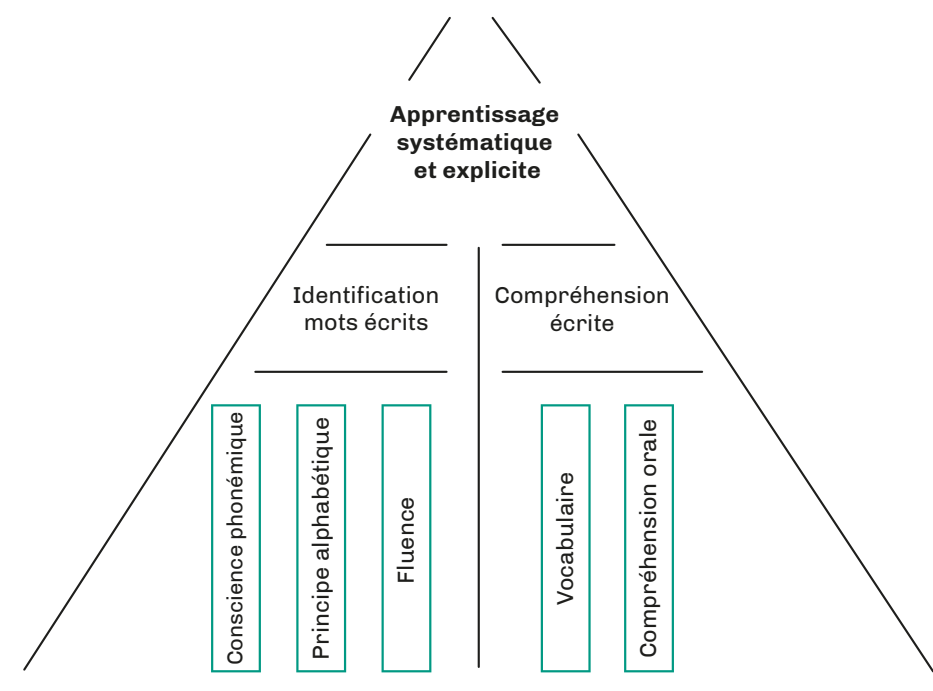 Apprentissage
systématique
et explicite
Identification
mots écrits
Compréhension
écrite
Conscience phonémique
Principe alphabétique
Fluence
Vocabulaire
Compréhension orale